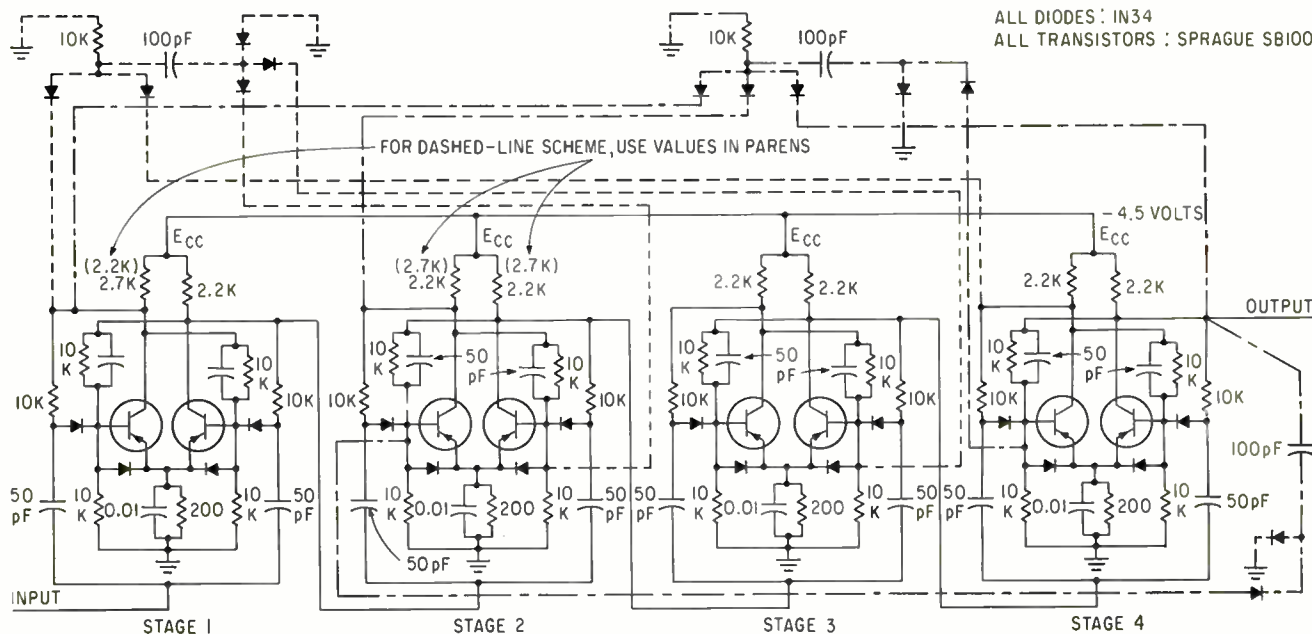 ALL DIODES: IN34
ALL TRANSISTORS: SPRAGUE SB100
10K
100pF
10K
100pF
FOR DASHED-LINE SCHEME, USE VALUES IN PARENS
-4.5 VOLTS
ECC
ECC
ECC
ECC
(2.2K)
2.7K
2.2K
(2.7K)
2.2K
(2.7K)
2.2K
2.2K
2.2K
2.2K
2.2K
OUTPUT
10
K
10
K
10
K
50
pF
10
K
10
K
50
pF
10
K
10
K
50
pF
10
K
10K
10K
10K
10K
10K
10K
10K
10K
100pF
50
pF
10
K
0.01
200
10
K
50
pF
10
K
0.01
200
10
K
50
pF
50
pF
10
K
0.01
200
10
K
50
pF
50
pF
10
K
0.01
200
10
K
50pF
50pF
INPUT
STAGE 1
STAGE 2
STAGE 3
STAGE 4